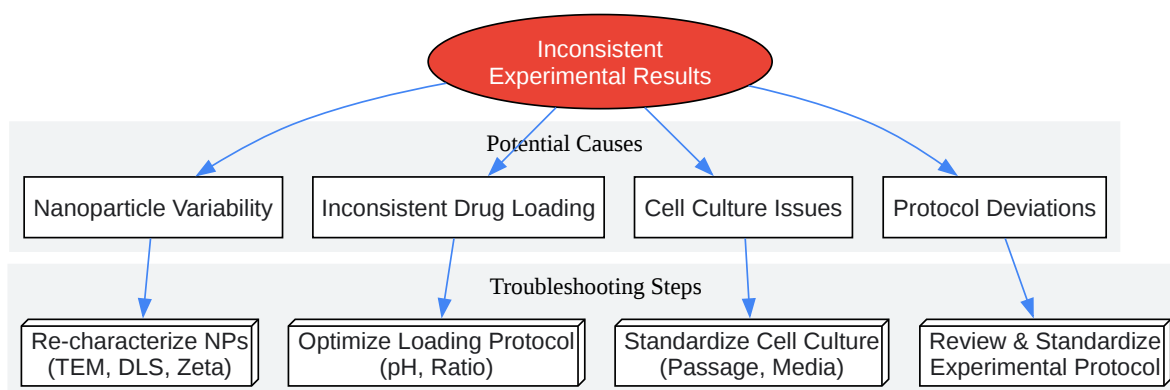 Inconsistent
Experimental Results
Potential Causes
Nanoparticle Variability
Inconsistent Drug Loading
Cell Culture Issues
Protocol Deviations
Troubleshooting Steps
Re-characterize NPs
(TEM, DLS, Zeta)
Optimize Loading Protocol
(pH, Ratio)
Standardize Cell Culture
(Passage, Media)
Review & Standardize
Experimental Protocol